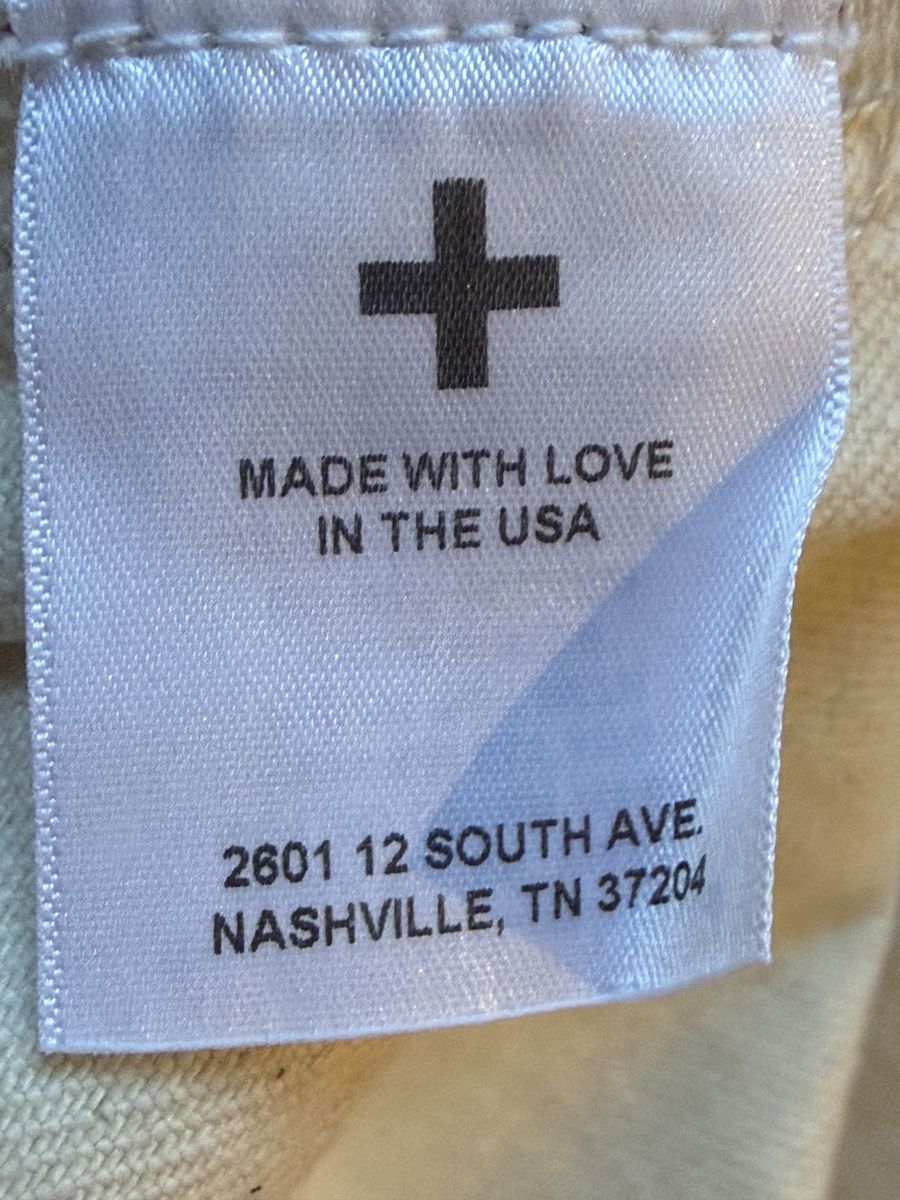 MADE WITH LOVE
IN THE USA
2601 12 SOUTH AVE.
NASHVILLE, TN 37204